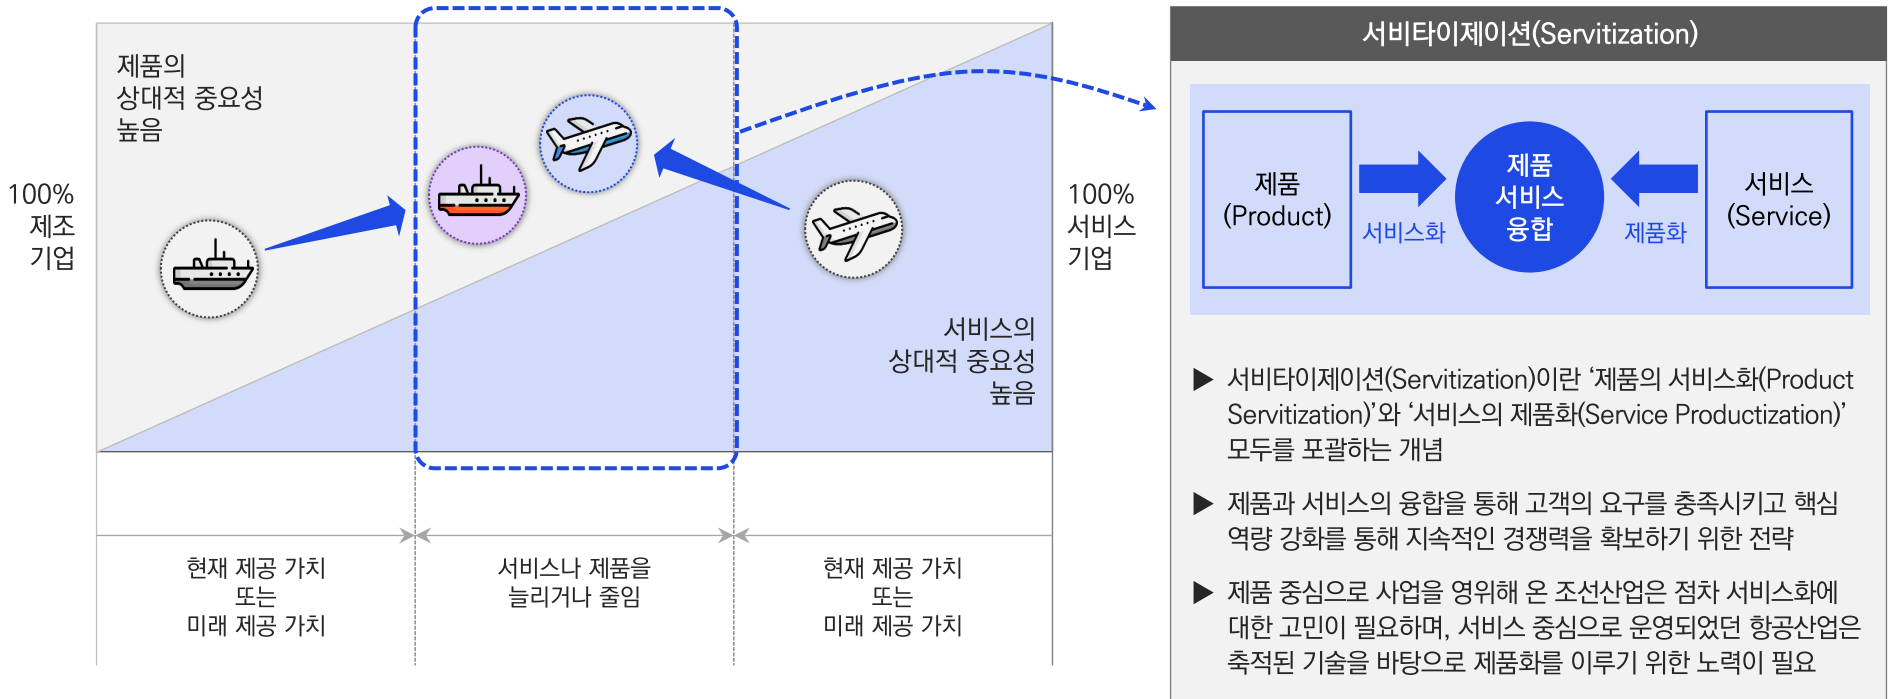 제품의
상대적 중요성
높음
100%
제조
기업
100%
서비스
기업
서비스의
상대적 중요성
높음
현재 제공 가치
또는
미래 제공 가치
서비스나 제품을
늘리거나 줄임
현재 제공 가치
또는
미래 제공 가치
서비타이제이션(Servitization)
제품
(Product)
서비스화
제품
서비스
융합
제품화
서비스
(Service)
▶ 서비타이제이션(Servitization)이란 ‘제품의 서비스화(Product
Servitization)’와 ‘서비스의 제품화(Service Productization)’
모두를 포괄하는 개념
▶ 제품과 서비스의 융합을 통해 고객의 요구를 충족시키고 핵심
역량 강화를 통해 지속적인 경쟁력을 확보하기 위한 전략
▶ 제품 중심으로 사업을 영위해 온 조선산업은 점차 서비스화에
대한 고민이 필요하며, 서비스 중심으로 운영되었던 항공산업은
축적된 기술을 바탕으로 제품화를 이루기 위한 노력이 필요